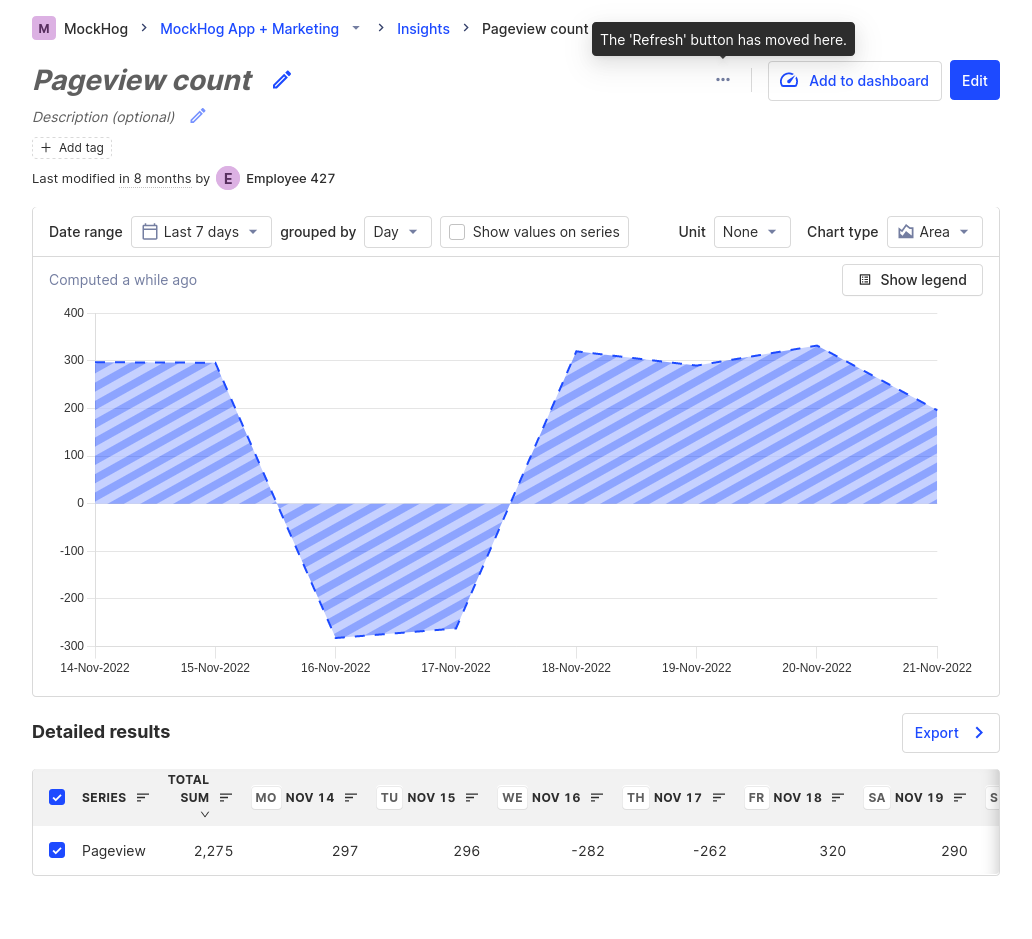 M MockHog MockHog App + Marketing Insights Pageview count
The 'Refresh' button has moved here.
Pageview count
Add to dashboard
Edit
Description (optional)
Add tag
Last modified in 8 months by E Employee 427
Date range Last 7 days grouped by Day Show values on series Unit None Chart type Area
Computed a while ago
Show legend
400
300
200
100
0
-100
-200
-300
14-Nov-2022 15-Nov-2022 16-Nov-2022 17-Nov-2022 18-Nov-2022 19-Nov-2022 20-Nov-2022 21-Nov-2022
Detailed results
Export
SERIES TOTAL SUM MO NOV 14 TU NOV 15 WE NOV 16 TH NOV 17 FR NOV 18 SA NOV 19 S
Pageview 2,275 297 296 -282 -262 320 290